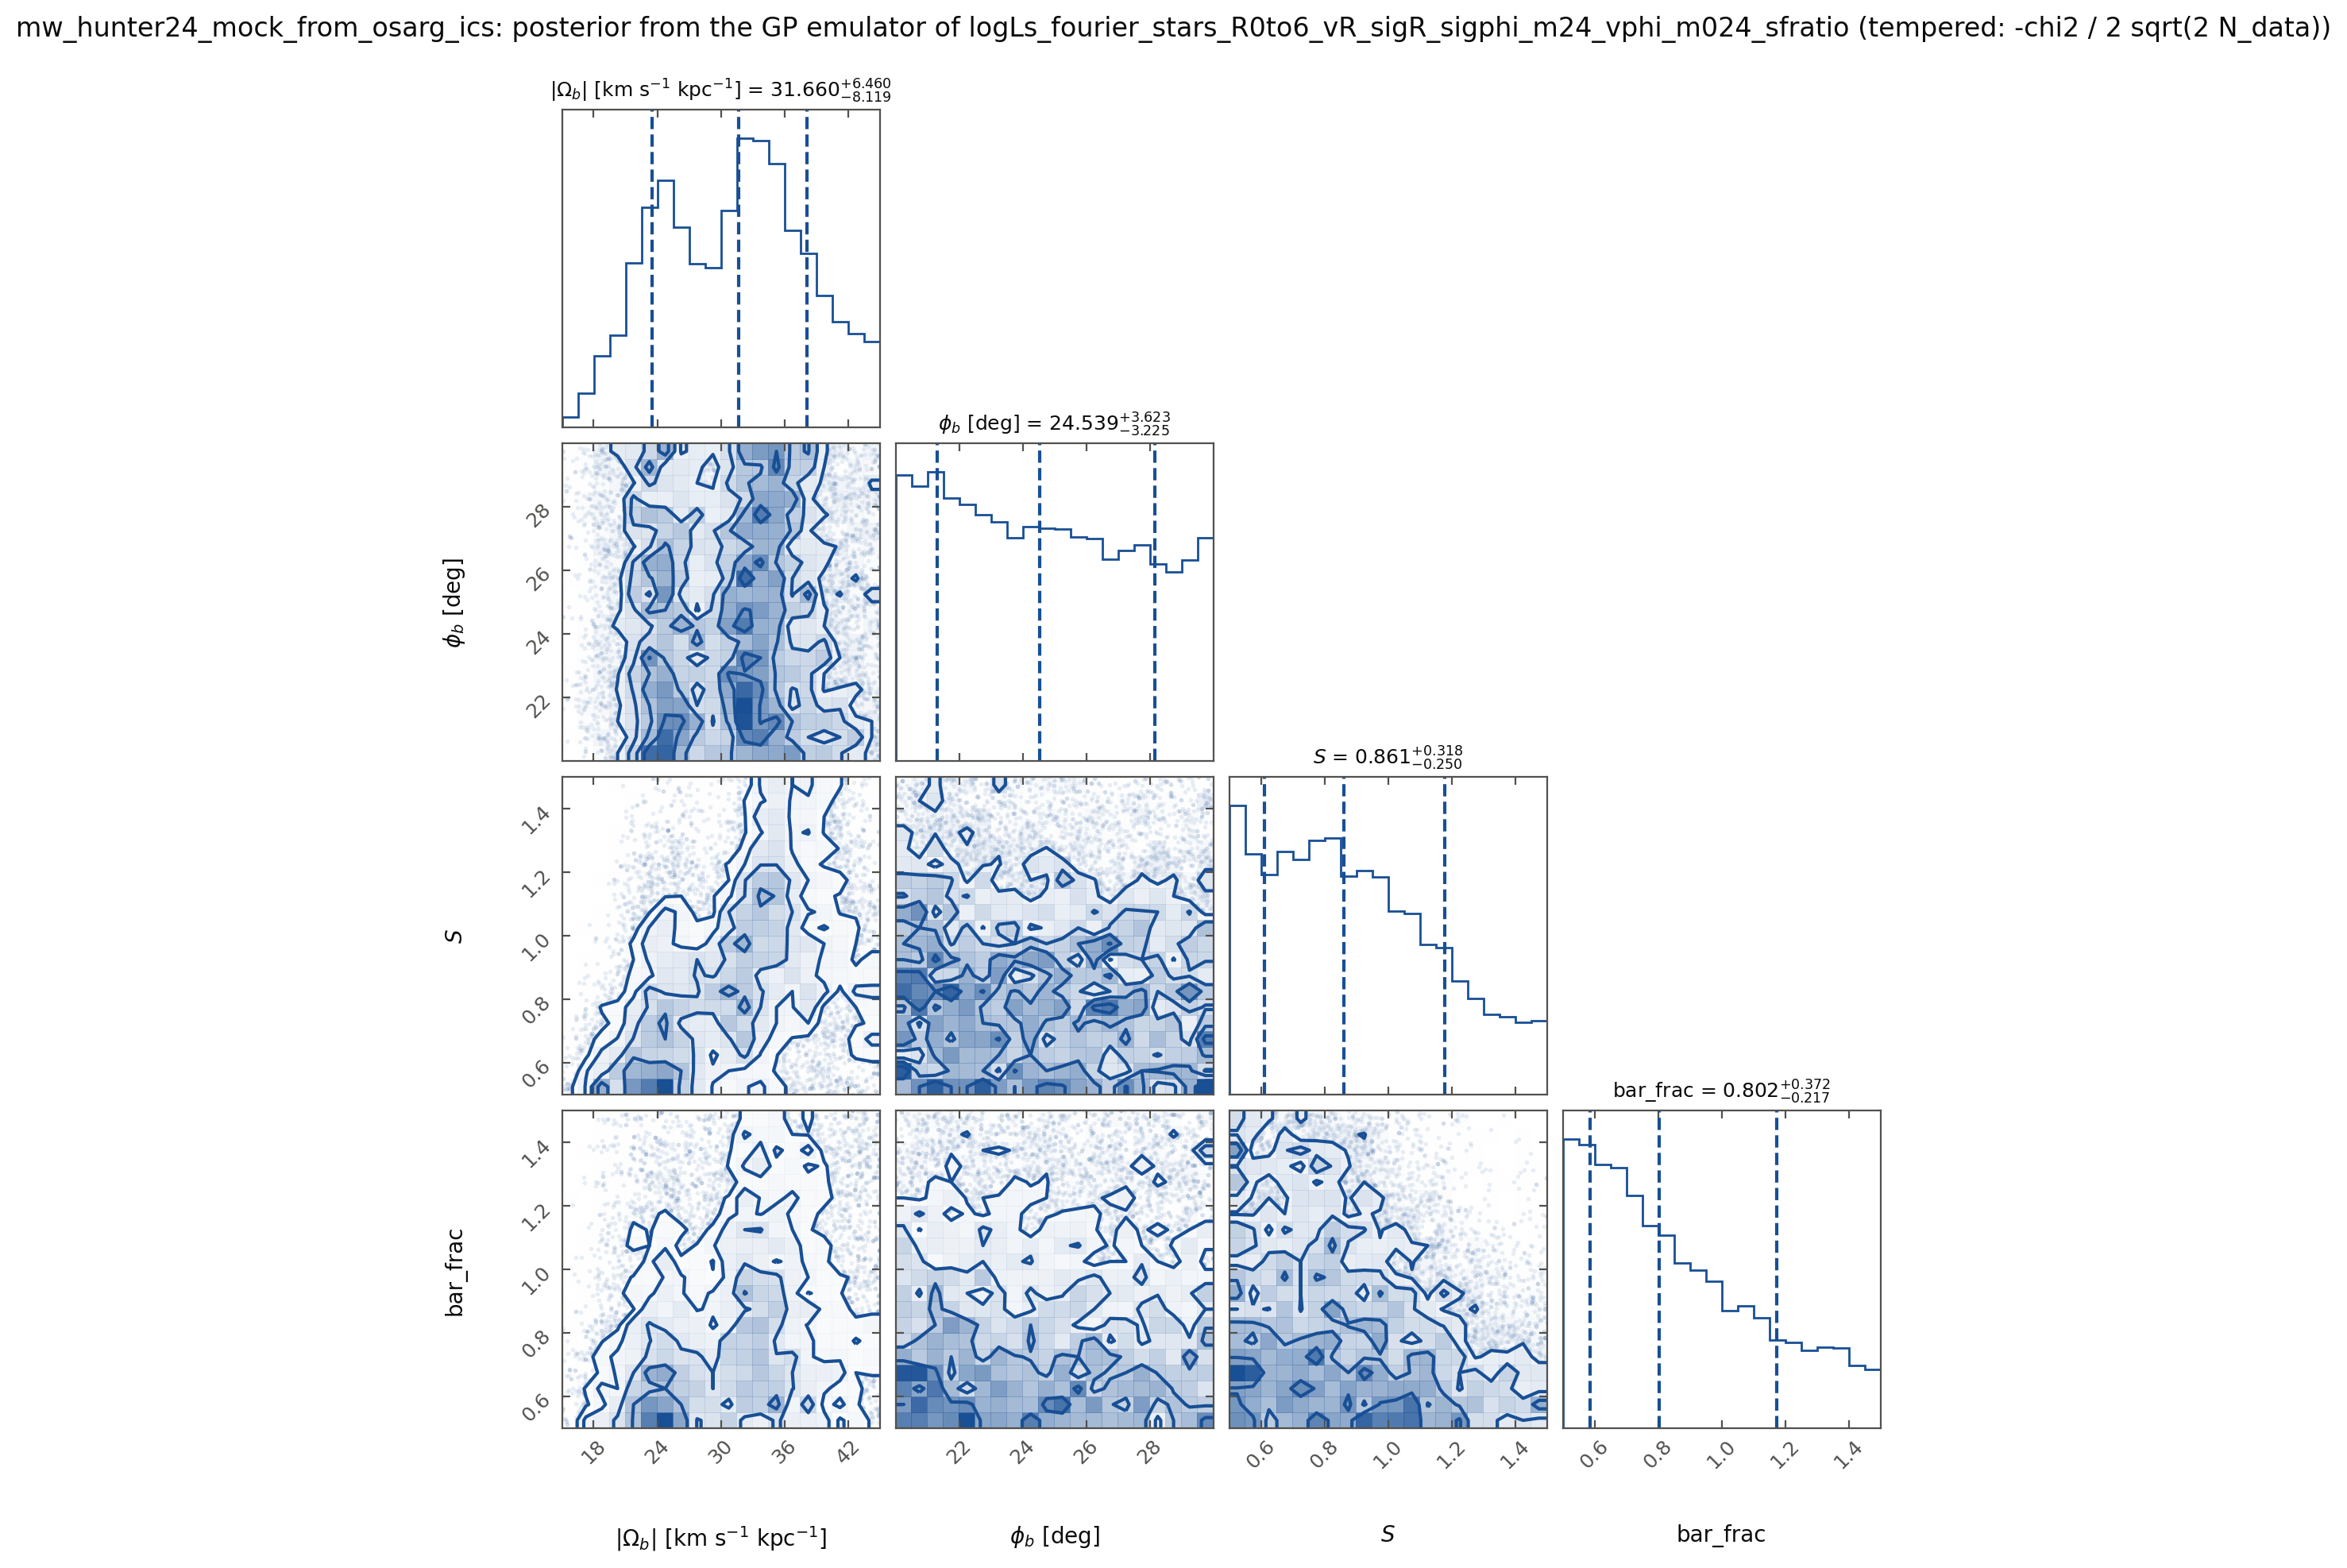 mw_hunter24_mock_from_osarg_ics: posterior from the GP emulator of logLs_fourier_stars_R0to6_vR_sigR_sigphi_m24_vphi_m024_sfratio (tempered: -chi2 / 2 sqrt(2 N_data))
|Ω_b| [km s⁻¹ kpc⁻¹] = 31.660^{+6.460}_{−8.119}
ϕ_b [deg] = 24.539^{+3.623}_{−3.225}
ϕ_b [deg]
28
26
24
22
S = 0.861^{+0.318}_{−0.250}
S
1.4
1.2
1.0
0.8
0.6
bar_frac = 0.802^{+0.372}_{−0.217}
bar_frac
1.4
1.2
1.0
0.8
0.6
18 24 30 36 42
22 24 26 28
0.6 0.8 1.0 1.2 1.4
0.6 0.8 1.0 1.2 1.4
|Ω_b| [km s⁻¹ kpc⁻¹]
ϕ_b [deg]
S
bar_frac